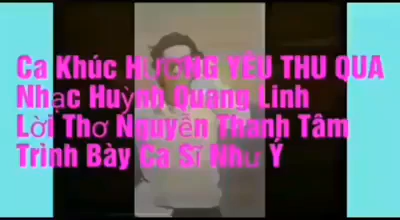 Ca Khúc HƯƠNG YÊU THU QUA
Nhạc Huỳnh Quang Linh
Lời Thơ Nguyễn Thanh Tâm
Trình Bày Ca Sĩ Như Ý